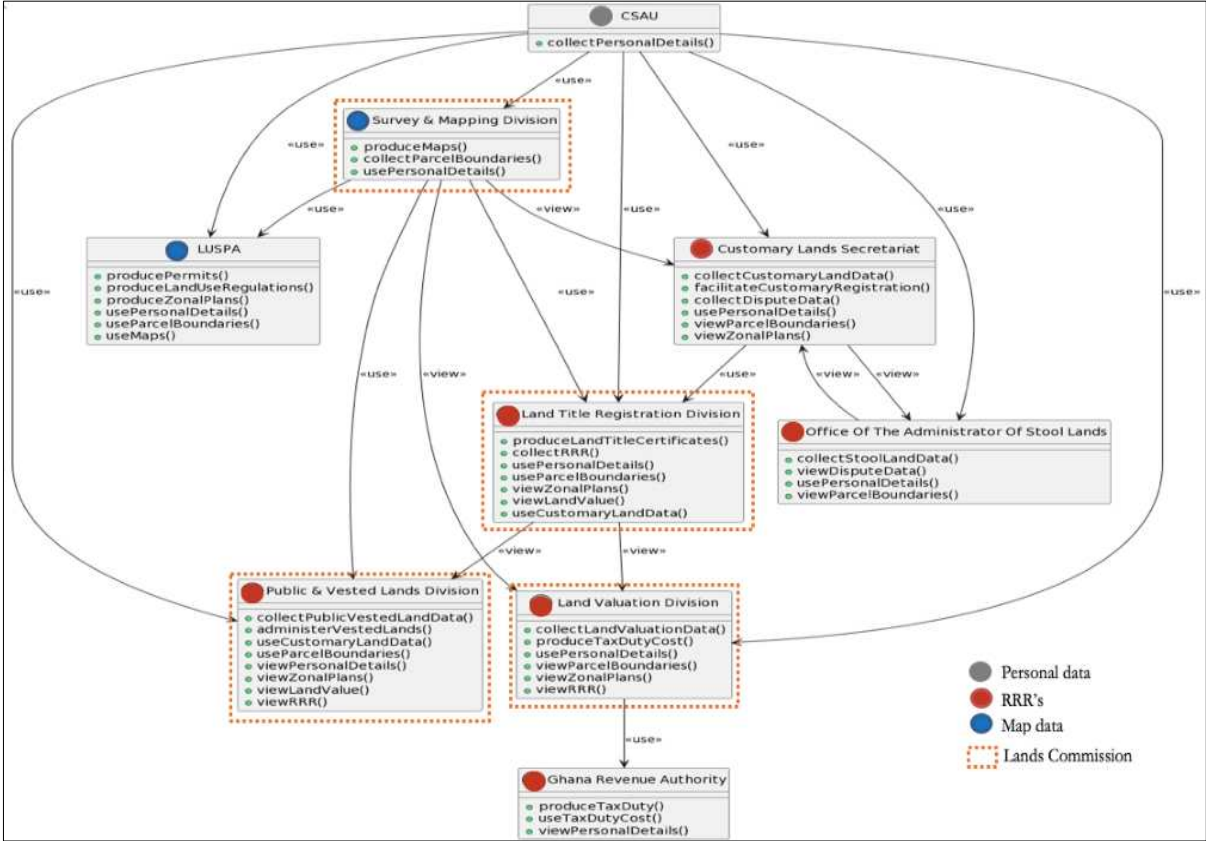 CSAU
collectPersonalDetails()
«use»
Survey & Mapping Division
produceMaps()
collectParcelBoundaries()
usePersonalDetails()
«use»
«use»
«use»
«view»
«use»
«use»
LUSPA
producePermits()
produceLandUseRegulations()
produceZonalPlans()
usePersonalDetails()
useParcelBoundaries()
useMaps()
Customary Lands Secretariat
collectCustomaryLandData()
facilitateCustomaryRegistration()
collectDisputeData()
usePersonalDetails()
viewParcelBoundaries()
viewZonalPlans()
«use»
«use»
«use»
«use»
«view»
«use»
«view»
«view»
Land Title Registration Division
produceLandTitleCertificates()
collectRRR()
usePersonalDetails()
useParcelBoundaries()
viewZonalPlans()
viewLandValue()
useCustomaryLandData()
Office Of The Administrator Of Stool Lands
collectStoolLandData()
viewDisputeData()
usePersonalDetails()
viewParcelBoundaries()
«view»
«view»
Public & Vested Lands Division
collectPublicVestedLandData()
administerVestedLands()
useCustomaryLandData()
useParcelBoundaries()
viewPersonalDetails()
viewZonalPlans()
viewLandValue()
viewRRR()
Land Valuation Division
collectLandValuationData()
produceTaxDutyCost()
usePersonalDetails()
viewParcelBoundaries()
viewZonalPlans()
viewRRR()
«use»
Ghana Revenue Authority
produceTaxDuty()
useTaxDutyCost()
viewPersonalDetails()
Personal data
RRR's
Map data
Lands Commission